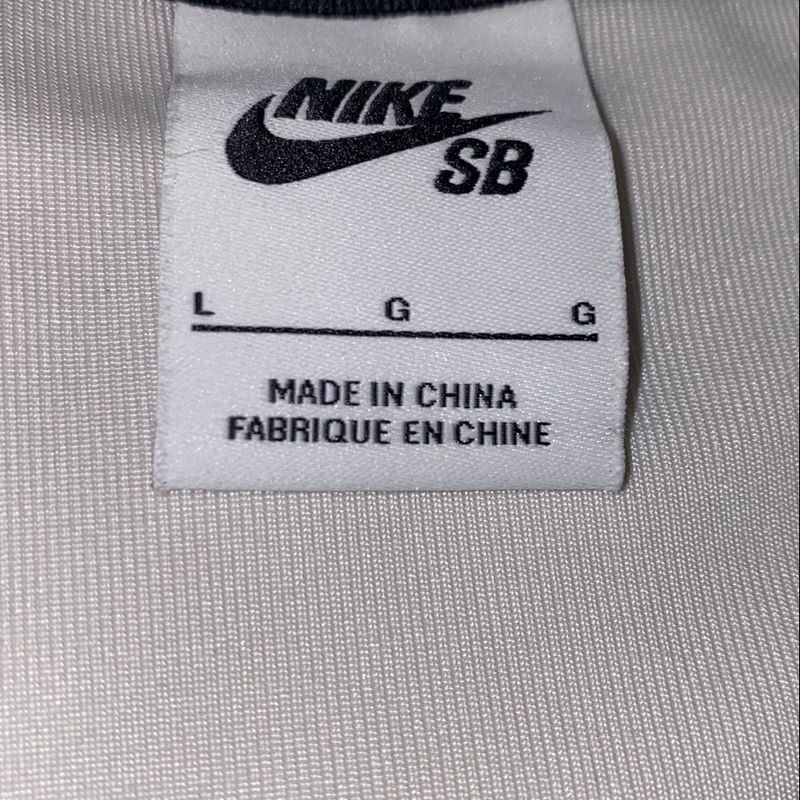 NIKE
SB
L G G
MADE IN CHINA
FABRIQUE EN CHINE